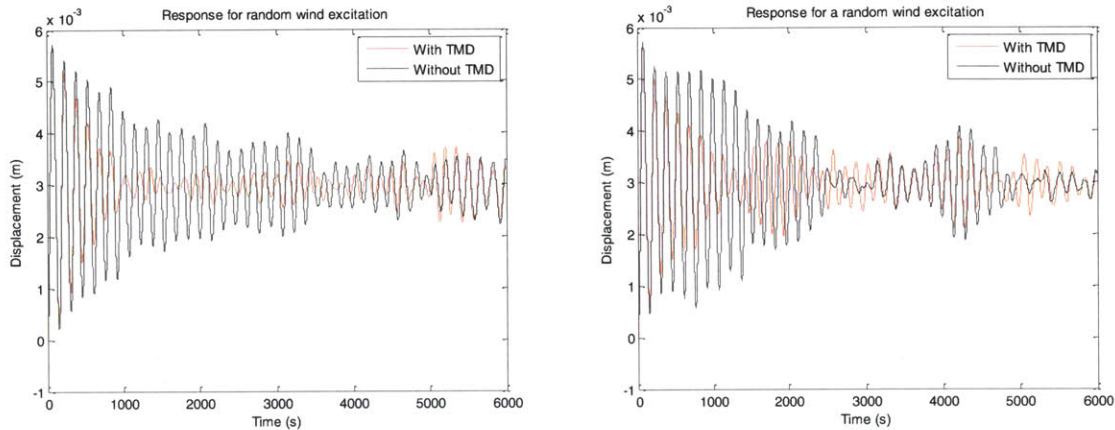 x 10⁻³
Response for random wind excitation
6
5
4
3
2
1
0
-1
Displacement (m)
With TMD
Without TMD
0 1000 2000 3000 4000 5000 6000
Time (s)
x 10⁻³
Response for a random wind excitation
6
5
4
3
2
1
0
-1
Displacement (m)
With TMD
Without TMD
0 1000 2000 3000 4000 5000 6000
Time (s)